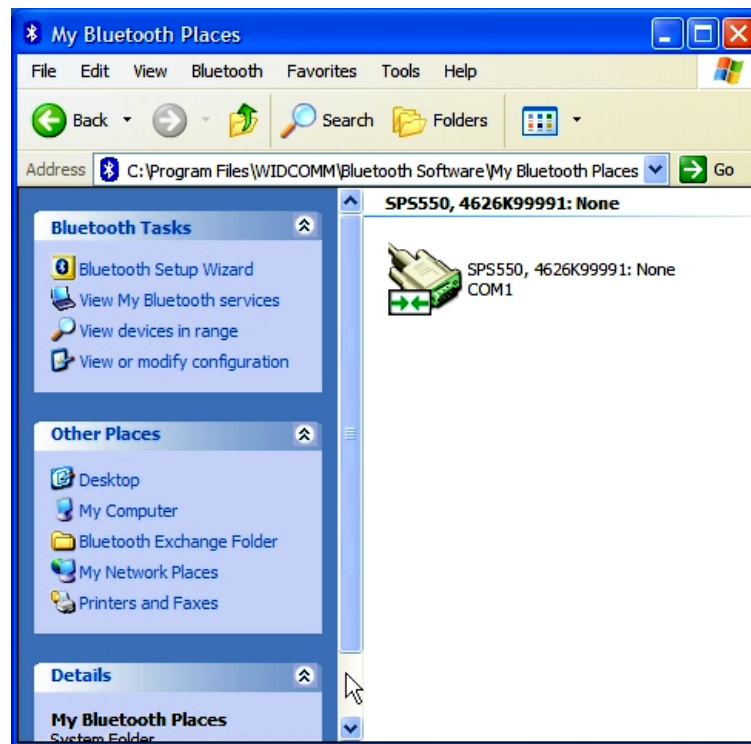 My Bluetooth Places
File Edit View Bluetooth Favorites Tools Help
Back Search Folders
Address C:\Program Files\WIDCOMM\Bluetooth Software\My Bluetooth Places Go
Bluetooth Tasks
Bluetooth Setup Wizard
View My Bluetooth services
View devices in range
View or modify configuration
Other Places
Desktop
My Computer
Bluetooth Exchange Folder
My Network Places
Printers and Faxes
Details
My Bluetooth Places
System Folder
SPS550, 4626K99991: None
SPS550, 4626K99991: None
COM1